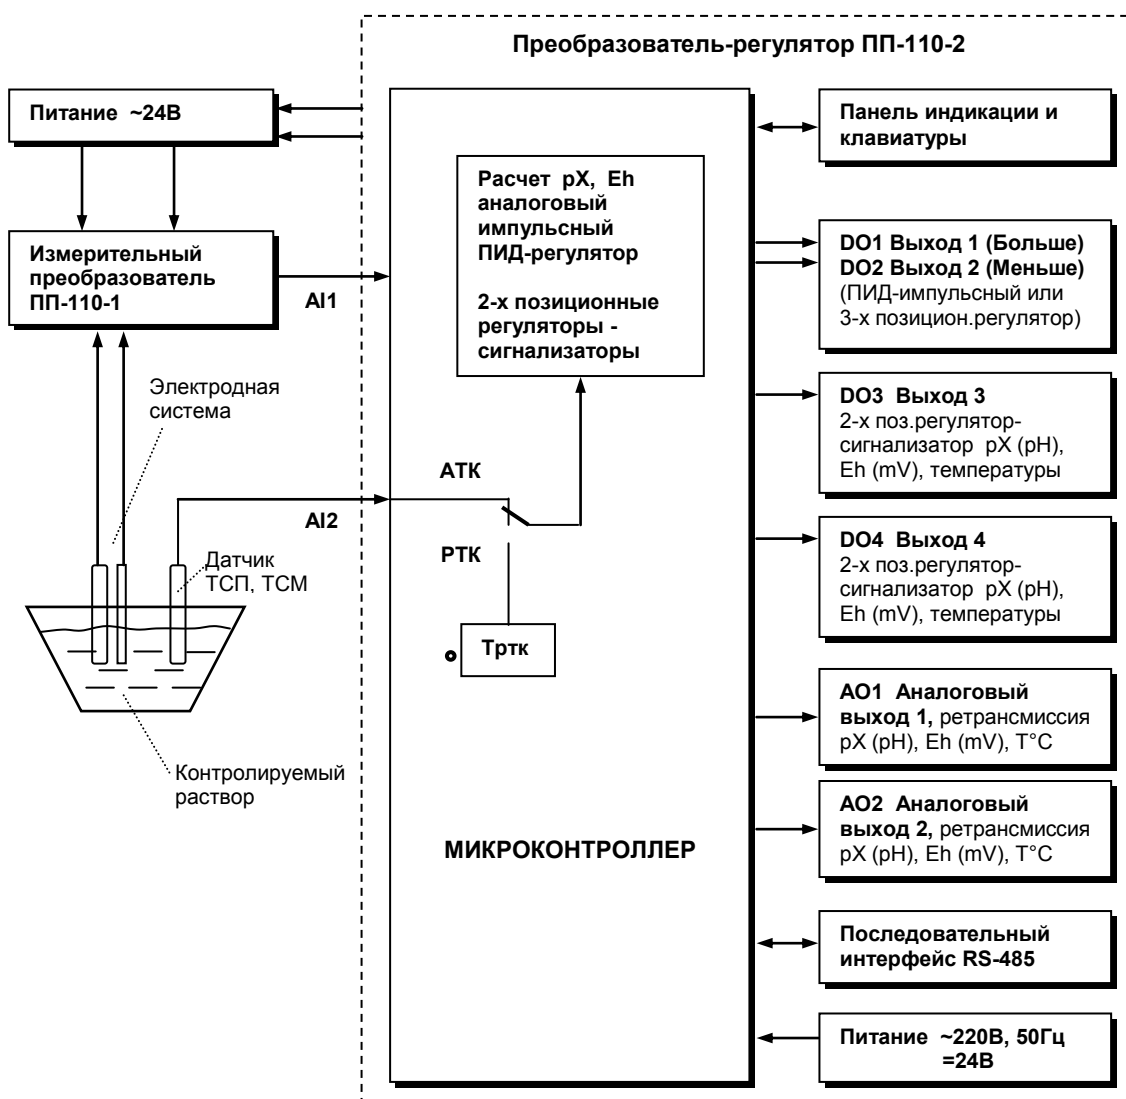 Преобразователь-регулятор ПП-110-2
Питание ~24В
Измерительный
преобразователь
ПП-110-1
AI1
Электродная
система
AI2
Датчик
ТСП, ТСМ
Контролируемый
раствор
Расчет pX, Eh
аналоговый
импульсный
ПИД-регулятор
2-х позиционные
регуляторы -
сигнализаторы
АТК
РТК
Тртк
МИКРОКОНТРОЛЛЕР
Панель индикации и
клавиатуры
DO1 Выход 1 (Больше)
DO2 Выход 2 (Меньше)
(ПИД-импульсный или
3-х позицион.регулятор)
DO3 Выход 3
2-х поз.регулятор-
сигнализатор pX (pH),
Eh (mV), температуры
DO4 Выход 4
2-х поз.регулятор-
сигнализатор pX (pH),
Eh (mV), температуры
AO1 Аналоговый
выход 1, ретрансмиссия
pX (pH), Eh (mV), T°C
AO2 Аналоговый
выход 2, ретрансмиссия
pX (pH), Eh (mV), T°C
Последовательный
интерфейс RS-485
Питание ~220В, 50Гц
=24В